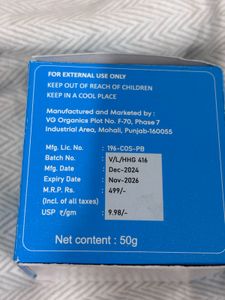 FOR EXTERNAL USE ONLY
KEEP OUT OF REACH OF CHILDREN
KEEP IN A COOL PLACE
Manufactured and Marketed by :
VG Organics Plot No. F-70, Phase 7
Industrial Area, Mohali, Punjab-160055
Mfg. Lic. No. : 196-COS-PB
Batch No. : V/L/HHG 416
Mfg. Date : Dec-2024
Expiry Date : Nov-2026
M.R.P. Rs. : 499/-
(Incl. of all taxes)
USP ₹/gm : 9.98/-
Net content : 50g